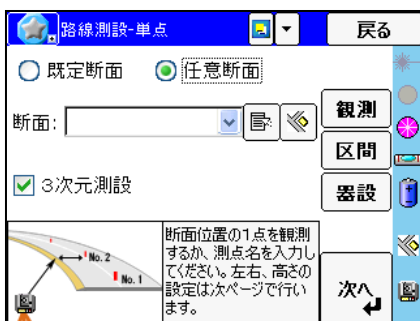 路線測設-単点
戻る
既定断面
任意断面
断面:
観測
区間
3次元測設
器設
No. 2
No. 1
断面位置の1点を観測
するか、測点名を入力し
てください。左右、高さの
設定は次ページで行い
ます。
次へ